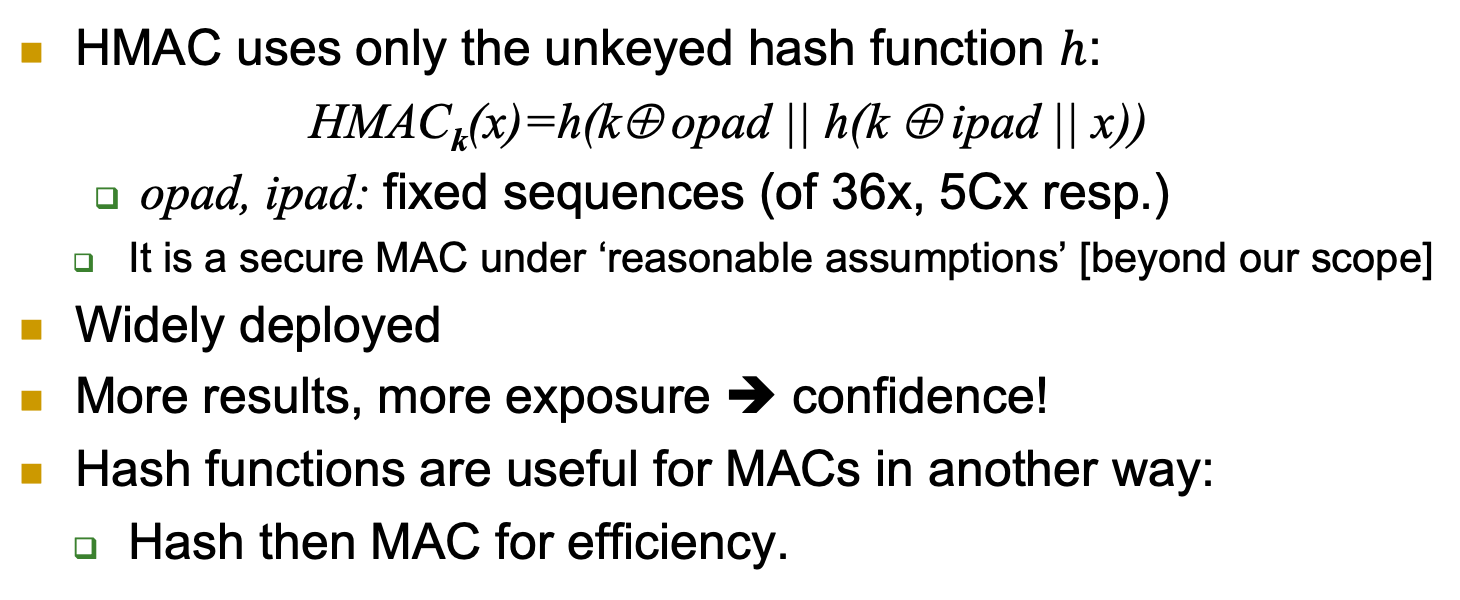 HMAC uses only the unkeyed hash function h:
HMACk(x)=h(k⊕opad || h(k ⊕ ipad || x))
opad, ipad: fixed sequences (of 36x, 5Cx resp.)
It is a secure MAC under ‘reasonable assumptions’ [beyond our scope]
Widely deployed
More results, more exposure ➔ confidence!
Hash functions are useful for MACs in another way:
Hash then MAC for efficiency.